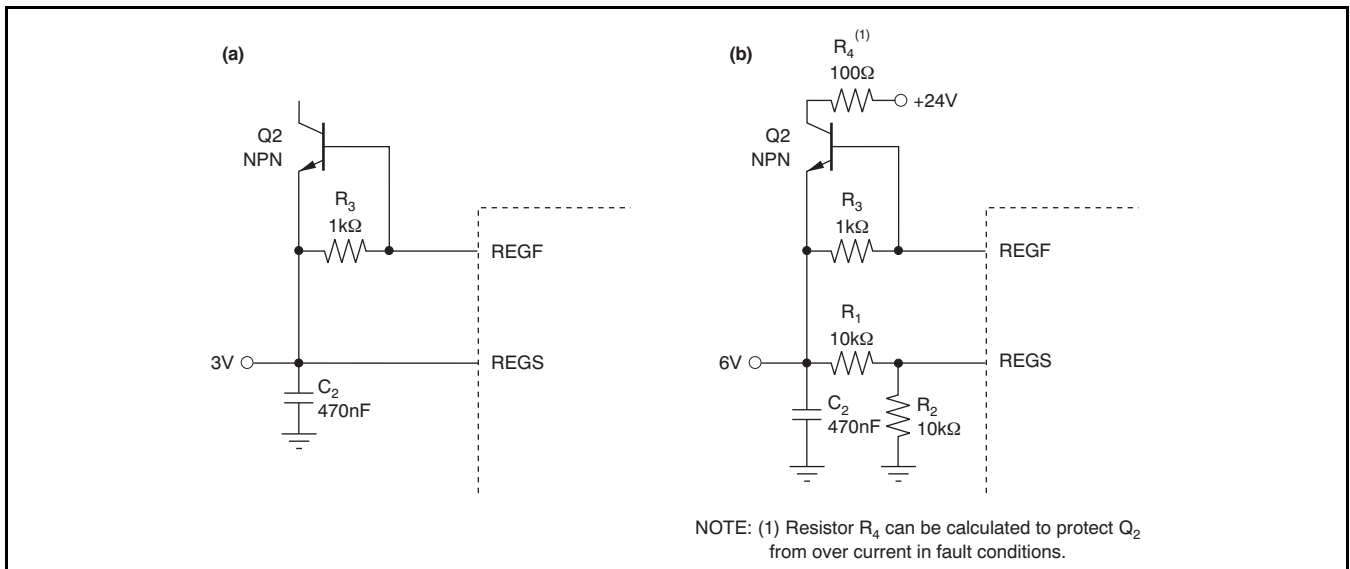 (a)
Q2
NPN
R3
1kΩ
REGF
3V
REGS
C2
470nF
(b)
R4(1)
100Ω
+24V
Q2
NPN
R3
1kΩ
REGF
R1
10kΩ
6V
REGS
C2
470nF
R2
10kΩ
NOTE: (1) Resistor R4 can be calculated to protect Q2
from over current in fault conditions.